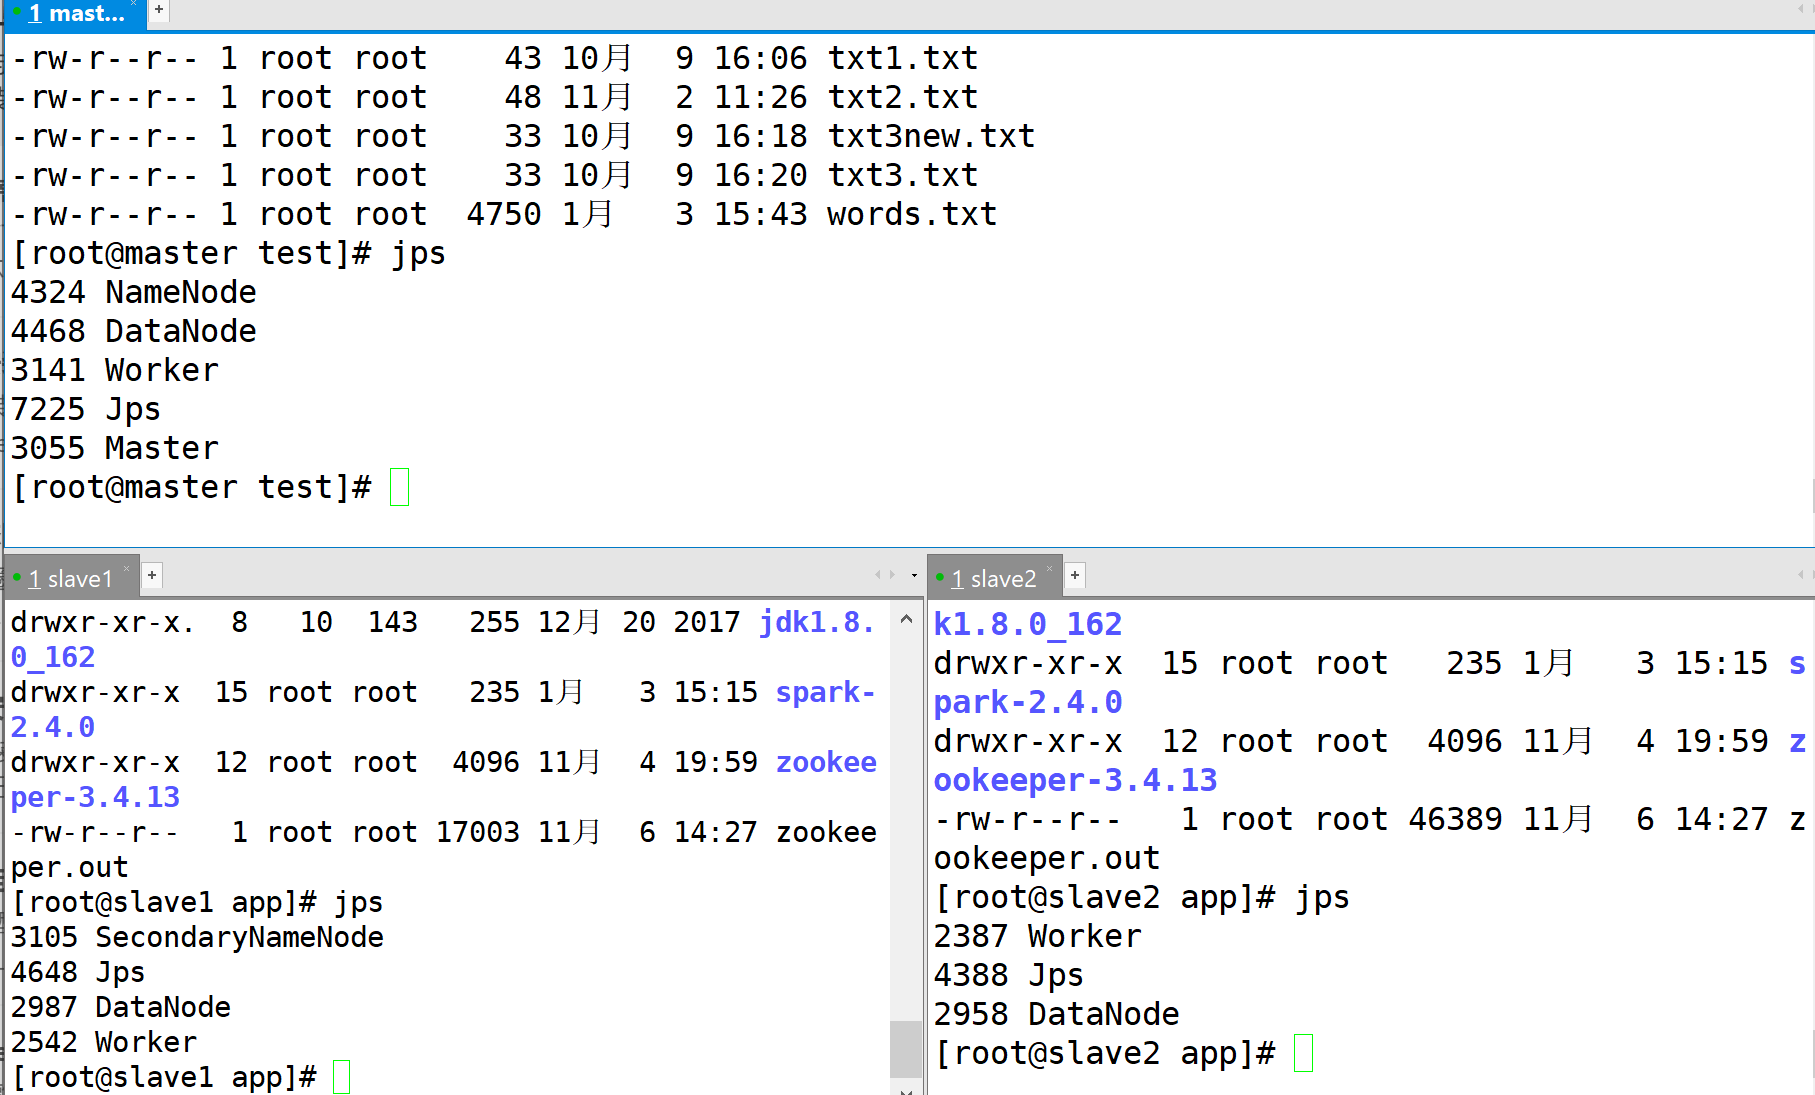 1 mast... × +
-rw-r--r-- 1 root root    43 10月  9 16:06 txt1.txt
-rw-r--r-- 1 root root    48 11月  2 11:26 txt2.txt
-rw-r--r-- 1 root root    33 10月  9 16:18 txt3new.txt
-rw-r--r-- 1 root root    33 10月  9 16:20 txt3.txt
-rw-r--r-- 1 root root  4750 1月   3 15:43 words.txt
[root@master test]# jps
4324 NameNode
4468 DataNode
3141 Worker
7225 Jps
3055 Master
[root@master test]#
1 slave1 × +
drwxr-xr-x.  8   10  143   255 12月 20 2017 jdk1.8.
0_162
drwxr-xr-x  15 root root   235 1月   3 15:15 spark-
2.4.0
drwxr-xr-x  12 root root  4096 11月  4 19:59 zookee
per-3.4.13
-rw-r--r--   1 root root 17003 11月  6 14:27 zookee
per.out
[root@slave1 app]# jps
3105 SecondaryNameNode
4648 Jps
2987 DataNode
2542 Worker
[root@slave1 app]#
1 slave2 × +
k1.8.0_162
drwxr-xr-x  15 root root   235 1月   3 15:15 s
park-2.4.0
drwxr-xr-x  12 root root  4096 11月  4 19:59 z
ookeeper-3.4.13
-rw-r--r--   1 root root 46389 11月  6 14:27 z
ookeeper.out
[root@slave2 app]# jps
2387 Worker
4388 Jps
2958 DataNode
[root@slave2 app]#